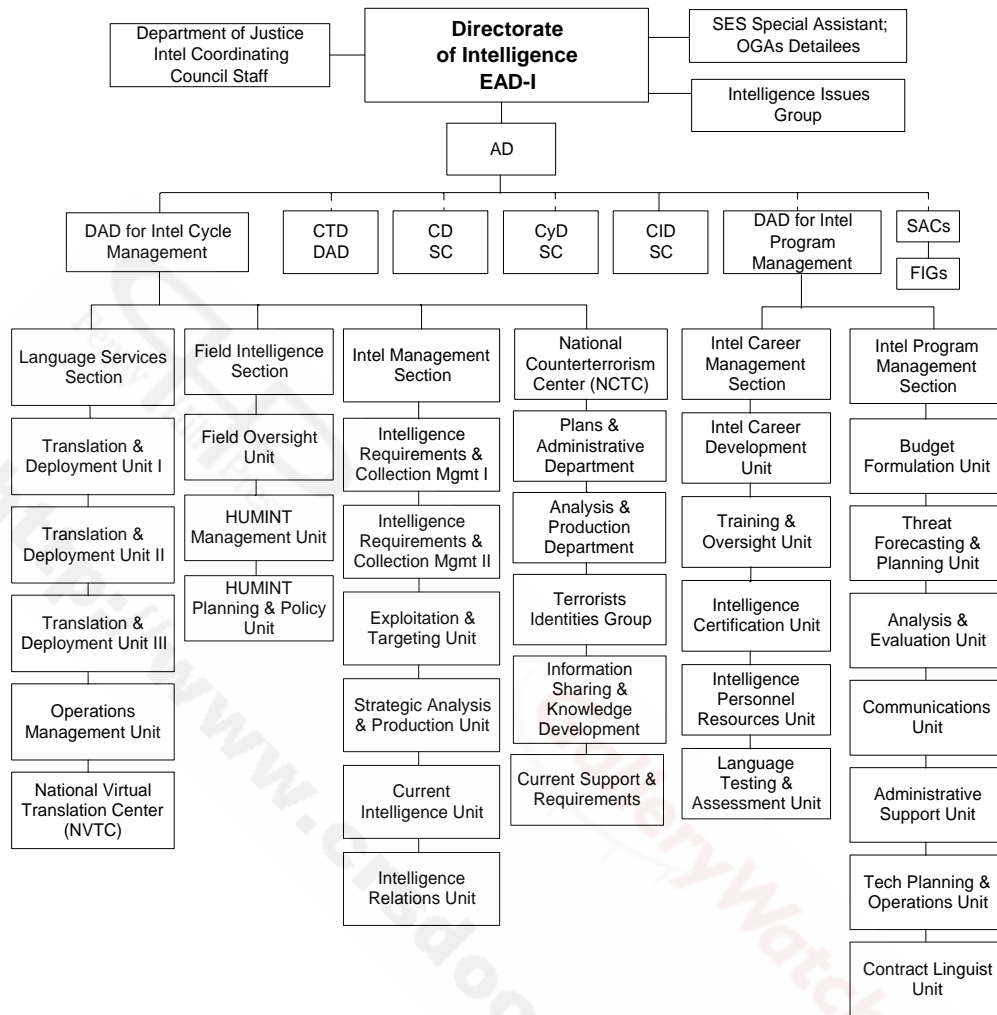 Department of Justice
Intel Coordinating
Council Staff
Directorate
of Intelligence
EAD-I
SES Special Assistant;
OGAs Detailees
Intelligence Issues
Group
AD
DAD for Intel Cycle
Management
CTD
DAD
CD
SC
CyD
SC
CID
SC
DAD for Intel
Program
Management
SACs
FIGs
Language Services
Section
Translation &
Deployment Unit I
Translation &
Deployment Unit II
Translation &
Deployment Unit III
Operations
Management Unit
National Virtual
Translation Center
(NVTC)
Field Intelligence
Section
Field Oversight
Unit
HUMINT
Management Unit
HUMINT
Planning & Policy
Unit
Intel Management
Section
Intelligence
Requirements &
Collection Mgmt I
Intelligence
Requirements &
Collection Mgmt II
Exploitation &
Targeting Unit
Strategic Analysis
& Production Unit
Current
Intelligence Unit
Intelligence
Relations Unit
National
Counterterrorism
Center (NCTC)
Plans &
Administrative
Department
Analysis &
Production
Department
Terrorists
Identities Group
Information
Sharing &
Knowledge
Development
Current Support &
Requirements
Intel Career
Management
Section
Intel Career
Development
Unit
Training &
Oversight Unit
Intelligence
Certification Unit
Intelligence
Personnel
Resources Unit
Language
Testing &
Assessment Unit
Intel Program
Management
Section
Budget
Formulation Unit
Threat
Forecasting &
Planning Unit
Analysis &
Evaluation Unit
Communications
Unit
Administrative
Support Unit
Tech Planning &
Operations Unit
Contract Linguist
Unit
http://www.crsdoc
GalleryWatch